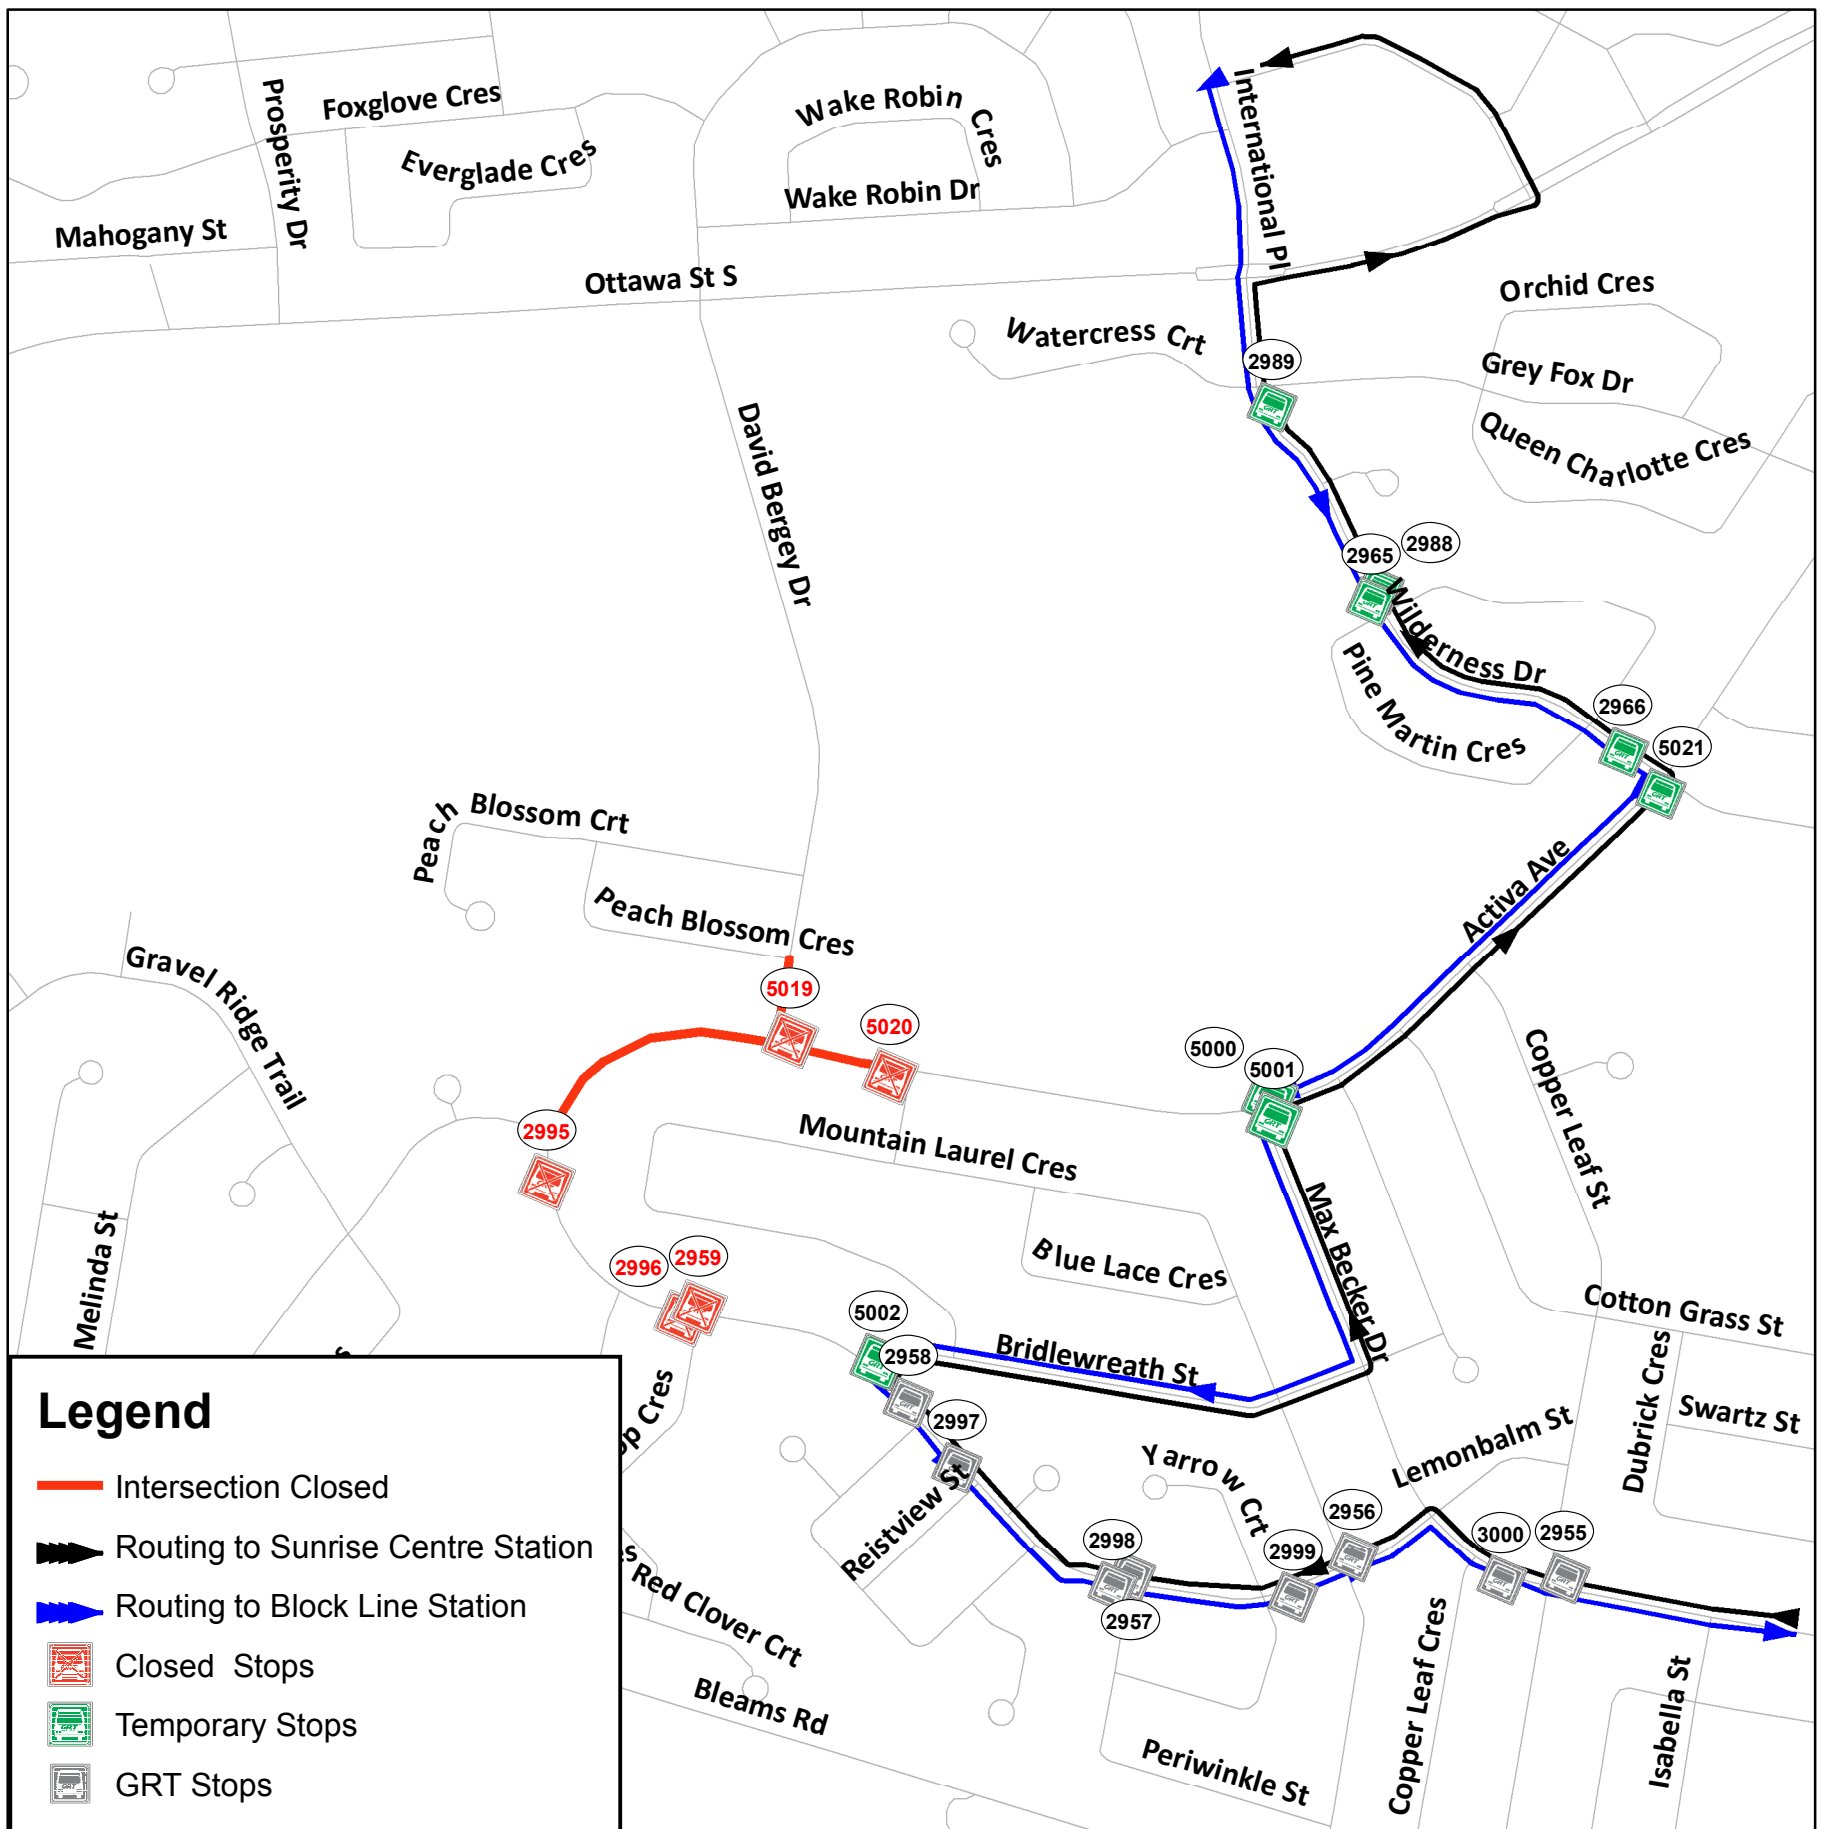 Foxglove Cres
Prosperity Dr
Everglade Cres
Wake Robin Cres
Wake Robin Dr
International Pl
Mahogany St
Ottawa St S
Orchid Cres
Watercress Crt
Grey Fox Dr
2989
Queen Charlotte Cres
David Bergey Dr
2965
2988
Wilderness Dr
Pine Martin Cres
2966
5021
Peach Blossom Crt
Activa Ave
Peach Blossom Cres
Gravel Ridge Trail
5019
5020
5000
5001
Copper Leaf St
2995
Mountain Laurel Cres
Max Becker Dr
Melinda St
Blue Lace Cres
2996
2959
5002
2958
Bridlewreath St
Cotton Grass St
Dubrick Cres
Swartz St
s
op Cres
2997
Reistview St
Yarrow Crt
Lemonbalm St
2956
3000
2955
2998
2999
2957
s
Red Clover Crt
Bleams Rd
Periwinkle St
Copper Leaf Cres
Isabella St
Legend
Intersection Closed
Routing to Sunrise Centre Station
Routing to Block Line Station
Closed Stops
Temporary Stops
GRT Stops